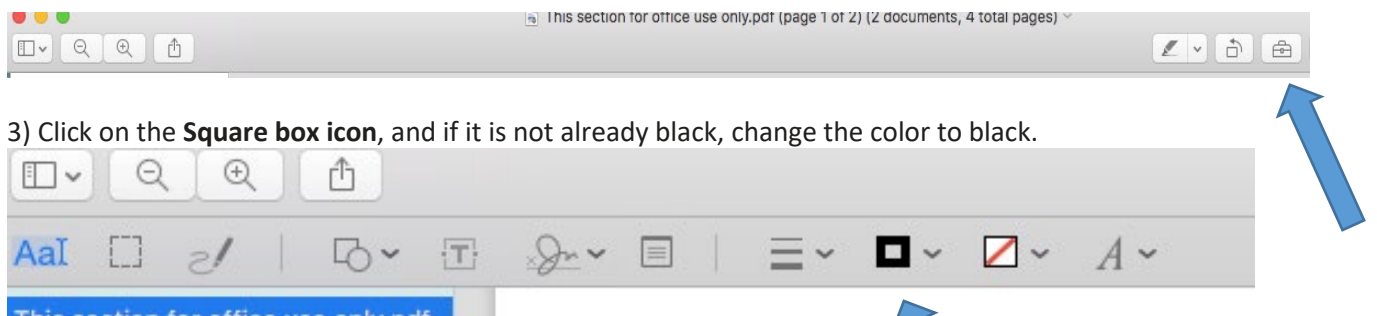 This section for office use only.pdf (page 1 of 2) (2 documents, 4 total pages)
3) Click on the Square box icon, and if it is not already black, change the color to black.
AaI T A
This section for office use only.pdf